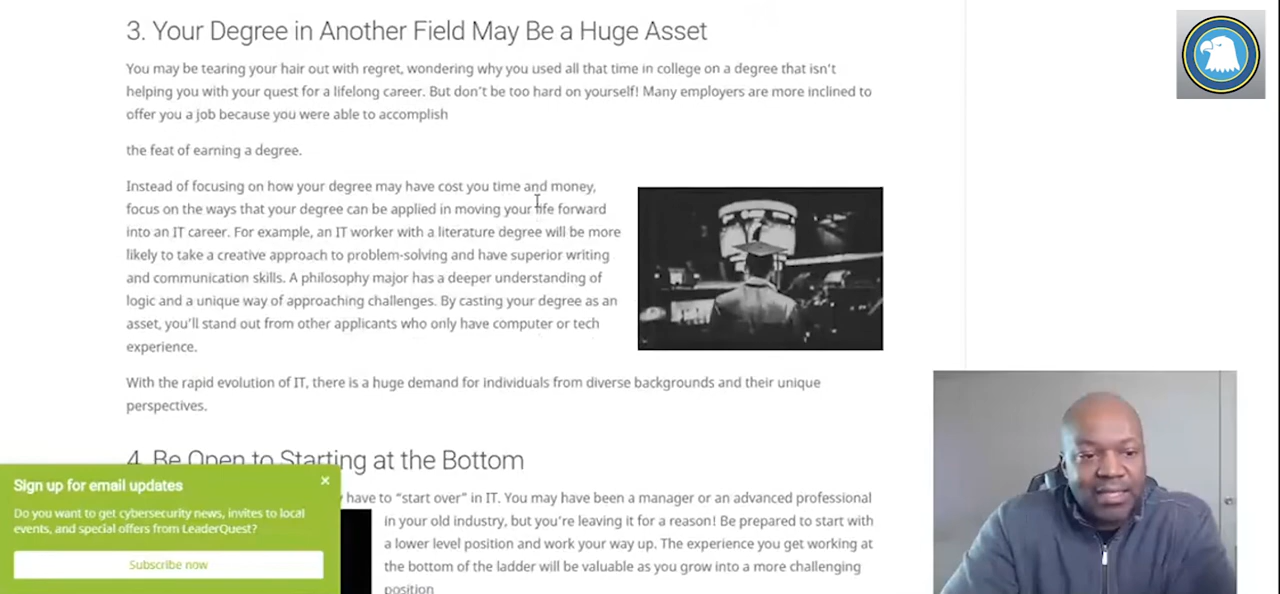 3. Your Degree in Another Field May Be a Huge Asset
You may be tearing your hair out with regret, wondering why you used all that time in college on a degree that isn't
helping you with your quest for a lifelong career. But don't be too hard on yourself! Many employers are more inclined to
offer you a job because you were able to accomplish
the feat of earning a degree.
Instead of focusing on how your degree may have cost you time and money,
focus on the ways that your degree can be applied in moving your life forward
into an IT career. For example, an IT worker with a literature degree will be more
likely to take a creative approach to problem-solving and have superior writing
and communication skills. A philosophy major has a deeper understanding of
logic and a unique way of approaching challenges. By casting your degree as an
asset, you'll stand out from other applicants who only have computer or tech
experience.
With the rapid evolution of IT, there is a huge demand for individuals from diverse backgrounds and their unique
perspectives.
4. Be Open to Starting at the Bottom
have to “start over” in IT. You may have been a manager or an advanced professional
in your old industry, but you're leaving it for a reason! Be prepared to start with
a lower level position and work your way up. The experience you get working at
the bottom of the ladder will be valuable as you grow into a more challenging
position
Sign up for email updates
×
Do you want to get cybersecurity news, invites to local
events, and special offers from LeaderQuest?
Subscribe now